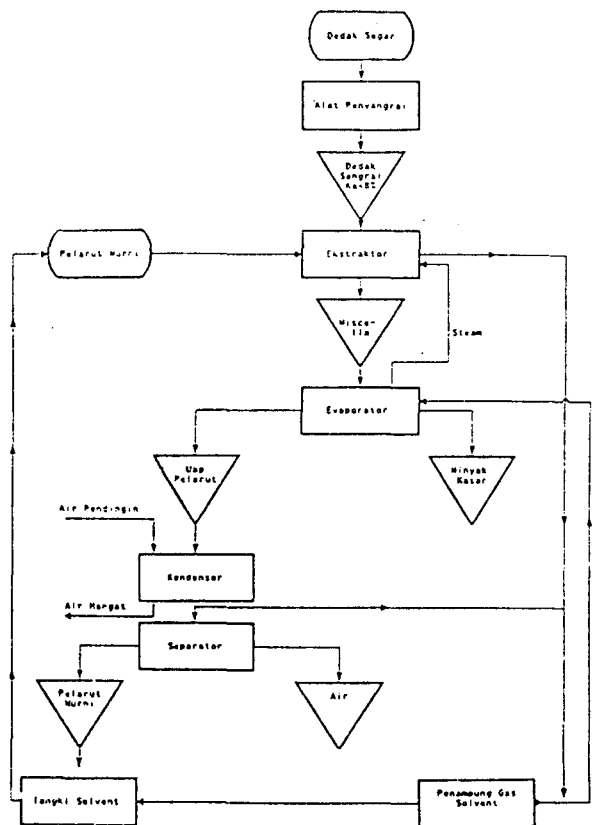 Dedak Segar
Alat Penyangrai
Dedak
Sangrai
Ka<8%
Pelarut Murni
Ekstraktor
Misce-
lla
Steam
Evaporator
Uap
Pelarut
Minyak
Kasar
Air Pendingin
Kondensor
Air Hangat
Separator
Pelarut
Murni
Air
Tangki Solvent
Penampung Gas
Solvent